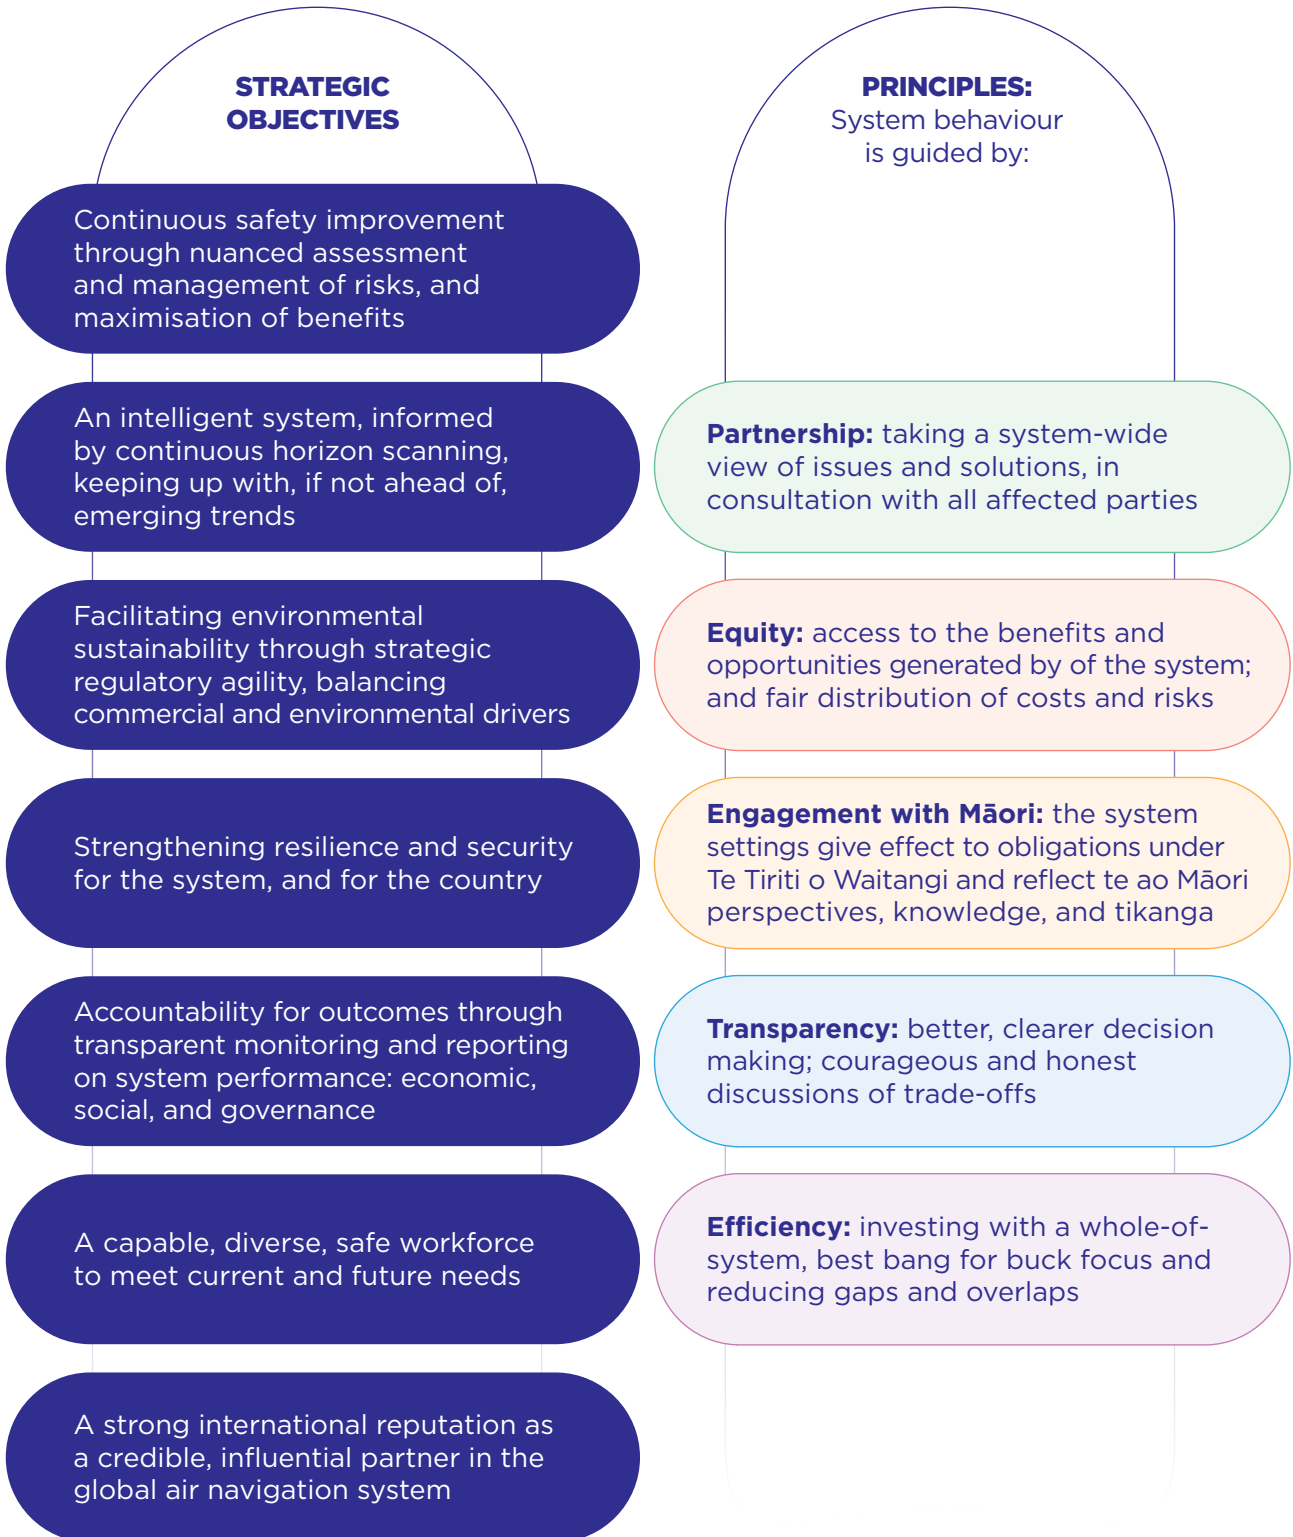 STRATEGIC
OBJECTIVES
Continuous safety improvement
through nuanced assessment
and management of risks, and
maximisation of benefits
An intelligent system, informed
by continuous horizon scanning,
keeping up with, if not ahead of,
emerging trends
Facilitating environmental
sustainability through strategic
regulatory agility, balancing
commercial and environmental drivers
Strengthening resilience and security
for the system, and for the country
Accountability for outcomes through
transparent monitoring and reporting
on system performance: economic,
social, and governance
A capable, diverse, safe workforce
to meet current and future needs
A strong international reputation as
a credible, influential partner in the
global air navigation system
PRINCIPLES:
System behaviour
is guided by:
Partnership: taking a system-wide
view of issues and solutions, in
consultation with all affected parties
Equity: access to the benefits and
opportunities generated by of the system;
and fair distribution of costs and risks
Engagement with Māori: the system
settings give effect to obligations under
Te Tiriti o Waitangi and reflect te ao Māori
perspectives, knowledge, and tikanga
Transparency: better, clearer decision
making; courageous and honest
discussions of trade-offs
Efficiency: investing with a whole-of-
system, best bang for buck focus and
reducing gaps and overlaps